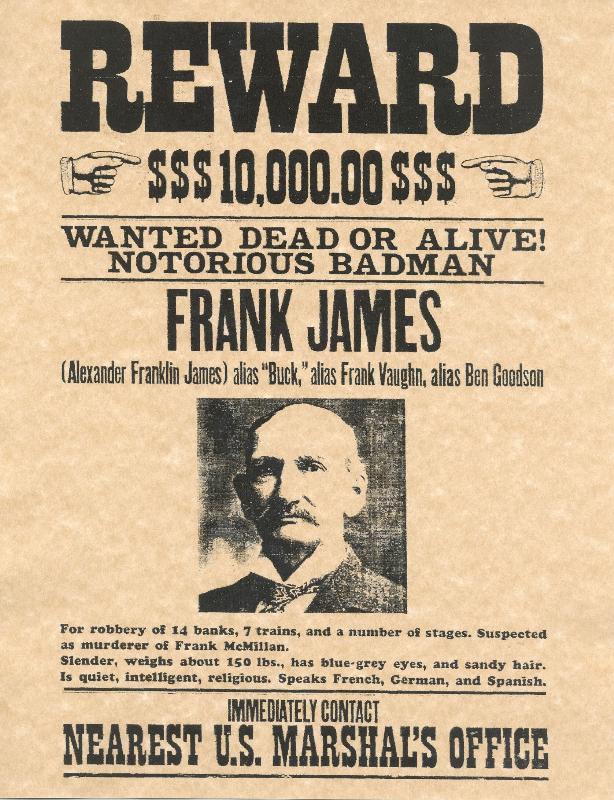 REWARD
$$$ 10,000.00 $$$
WANTED DEAD OR ALIVE!
NOTORIOUS BADMAN
FRANK JAMES
(Alexander Franklin James) alias "Buck," alias Frank Vaughn, alias Ben Goodson
For robbery of 14 banks, 7 trains, and a number of stages. Suspected
as murderer of Frank McMillan.
Slender, weighs about 150 lbs., has blue-grey eyes, and sandy hair.
Is quiet, intelligent, religious. Speaks French, German, and Spanish.
IMMEDIATELY CONTACT
NEAREST U.S. MARSHAL'S OFFICE